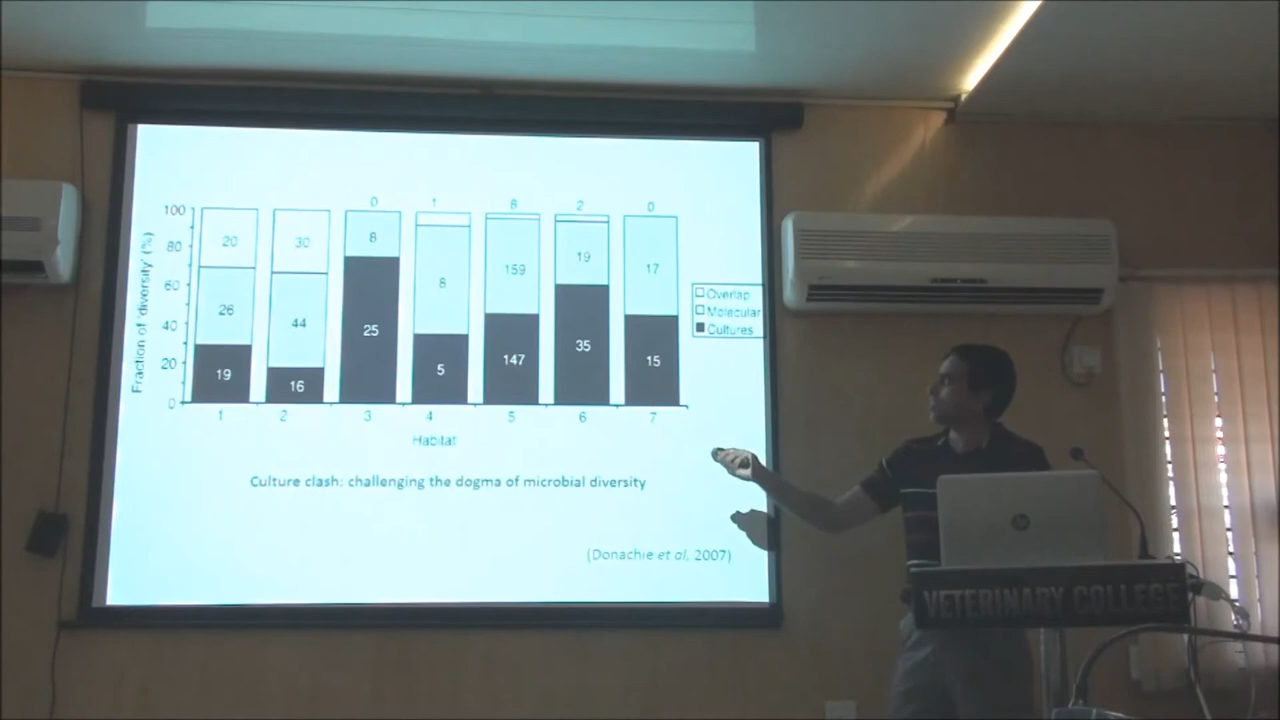 0 1 8 2 0
100
20 30
80
8
60
26 44 8 159 19 17
Overlap
Molecular
Cultures
40
25 147 35 15
20
19 16 5
0
1 2 3 4 5 6 7
Fraction of 'diversity' (%)
Habitat
Culture clash: challenging the dogma of microbial diversity
(Donachie et al, 2007)
hp
VETERINARY COLLEGE